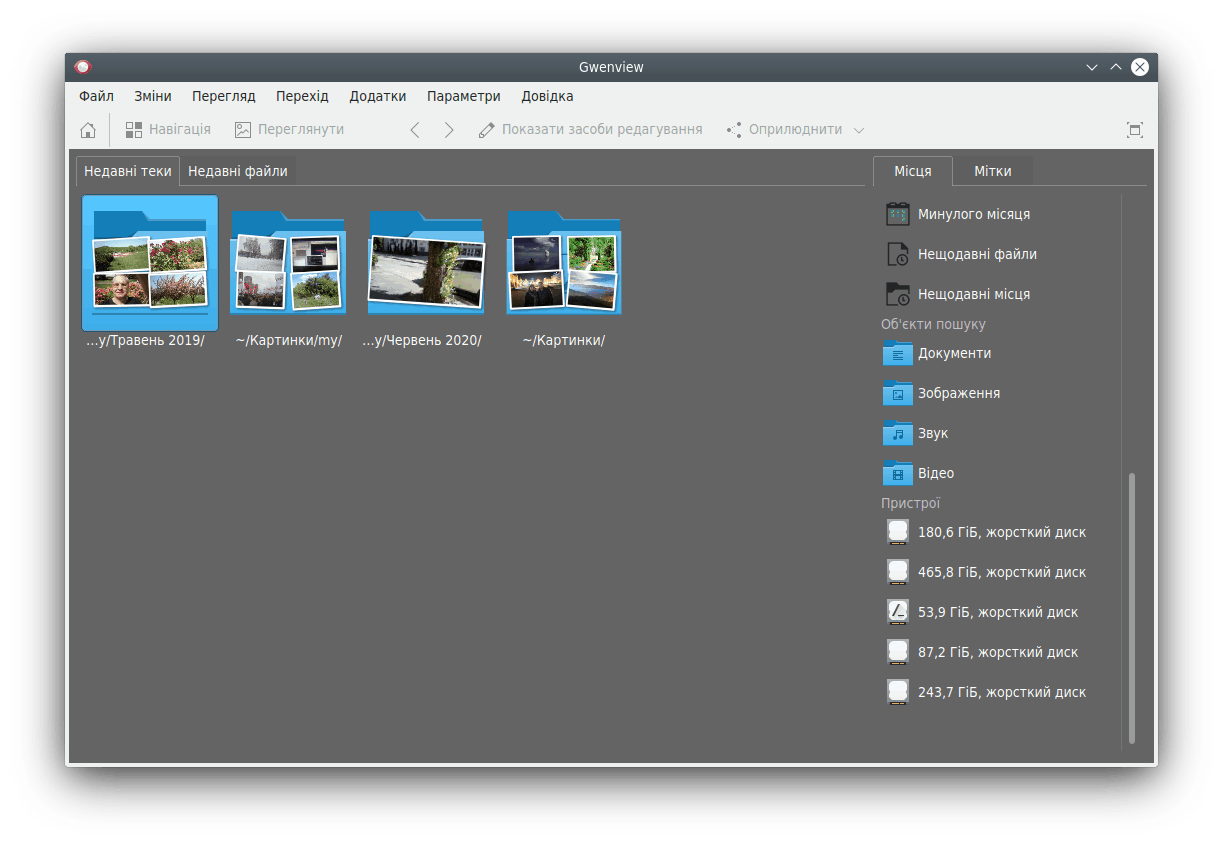 Gwenview
Файл Зміни Перегляд Перехід Додатки Параметри Довідка
Навігація Переглянути Показати засоби редагування Оприлюднити
Недавні теки Недавні файли
...у/Травень 2019/ ~/Картинки/my/ ...у/Червень 2020/ ~/Картинки/
Місця Мітки
Минулого місяця
Нещодавні файли
Нещодавні місця
Об'єкти пошуку
Документи
Зображення
Звук
Відео
Пристрої
180,6 ГіБ, жорсткий диск
465,8 ГіБ, жорсткий диск
53,9 ГіБ, жорсткий диск
87,2 ГіБ, жорсткий диск
243,7 ГіБ, жорсткий диск